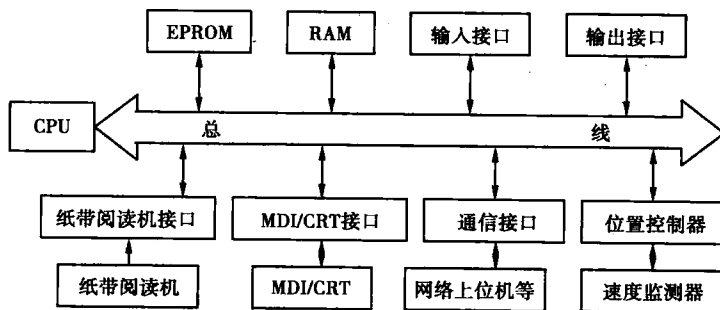 EPROM
RAM
输入接口
输出接口
CPU
总 线
纸带阅读机接口
MDI/CRT接口
通信接口
位置控制器
纸带阅读机
MDI/CRT
网络上位机等
速度监测器